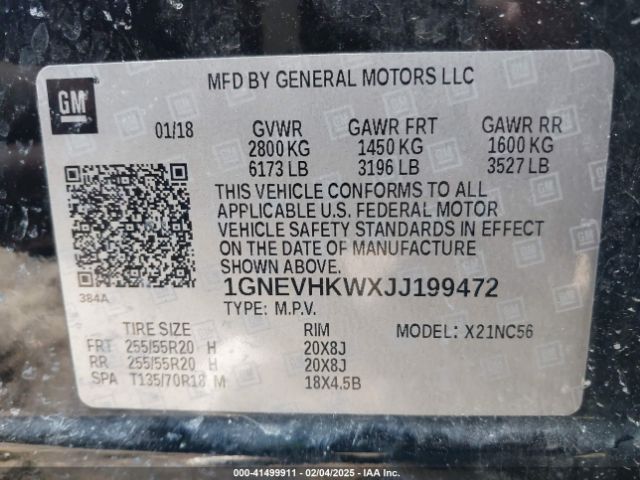 MFD BY GENERAL MOTORS LLC
GM
01/18 GVWR GAWR FRT GAWR RR
2800 KG 1450 KG 1600 KG
6173 LB 3196 LB 3527 LB
THIS VEHICLE CONFORMS TO ALL
APPLICABLE U.S. FEDERAL MOTOR
VEHICLE SAFETY STANDARDS IN EFFECT
ON THE DATE OF MANUFACTURE
SHOWN ABOVE.
384A
1GNEVHKWXJJ199472
TYPE: M.P.V.
TIRE SIZE RIM MODEL: X21NC56
FRT 255/55R20 H 20X8J
RR 255/55R20 H 20X8J
SPA T135/70R18 M 18X4.5B
000-41499911 - 02/04/2025 - IAA Inc.